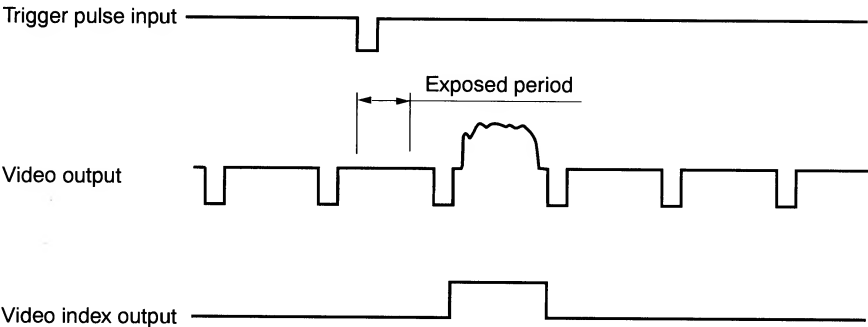 Trigger pulse input
Exposed period
Video output
Video index output